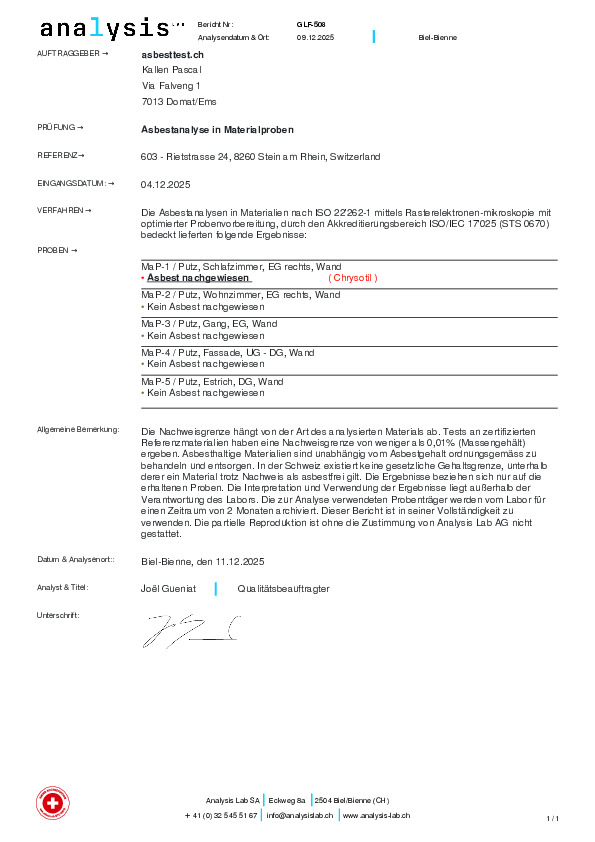 analysis
Bericht Nr: GLF-508
Analysendatum & Ort: 09.12.2025 Biel-Bienne
AUFTRAGGEBER → asbesttest.ch
Kallen Pascal
Via Falveng 1
7013 Domat/Ems
PRÜFUNG → Asbestanalyse in Materialproben
REFERENZ→ 603 - Rietstrasse 24, 8260 Stein am Rhein, Switzerland
EINGANGSDATUM: → 04.12.2025
VERFAHREN → Die Asbestanalysen in Materialien nach ISO 22'262-1 mittels Rasterelektronen-mikroskopie mit
optimierter Probenvorbereitung, durch den Akkreditierungsbereich ISO/IEC 17025 (STS 0670)
bedeckt lieferten folgende Ergebnisse:
PROBEN →
MaP-1 / Putz, Schlafzimmer, EG rechts, Wand
• Asbest nachgewiesen ( Chrysotil )
MaP-2 / Putz, Wohnzimmer, EG rechts, Wand
• Kein Asbest nachgewiesen
MaP-3 / Putz, Gang, EG, Wand
• Kein Asbest nachgewiesen
MaP-4 / Putz, Fassade, UG - DG, Wand
• Kein Asbest nachgewiesen
MaP-5 / Putz, Estrich, DG, Wand
• Kein Asbest nachgewiesen
Allgemeine Bemerkung: Die Nachweisgrenze hängt von der Art des analysierten Materials ab. Tests an zertifizierten
Referenzmaterialien haben eine Nachweisgrenze von weniger als 0,01% (Massengehält)
ergeben. Asbesthaltige Materialien sind unabhängig vom Asbestgehalt ordnungsgemäss zu
behandeln und entsorgen. In der Schweiz existiert keine gesetzliche Gehaltsgrenze, unterhalb
derer ein Material trotz Nachweis als asbestfrei gilt. Die Ergebnisse beziehen sich nur auf die
erhaltenen Proben. Die Interpretation und Verwendung der Ergebnisse liegt außerhalb der
Verantwortung des Labors. Die zur Analyse verwendeten Probenträger werden vom Labor für
einen Zeitraum von 2 Monaten archiviert. Dieser Bericht ist in seiner Vollständigkeit zu
verwenden. Die partielle Reproduktion ist ohne die Zustimmung von Analysis Lab AG nicht
gestattet.
Datum & Analysenort:: Biel-Bienne, den 11.12.2025
Analyst & Titel: Joël Gueniat Qualitätsbeauftragter
Unterschrift:
Analysis Lab SA Eckweg 8a 2504 Biel/Bienne (CH)
+ 41 (0) 32 545 51 67 info@analysislab.ch www.analysis-lab.ch
1 / 1